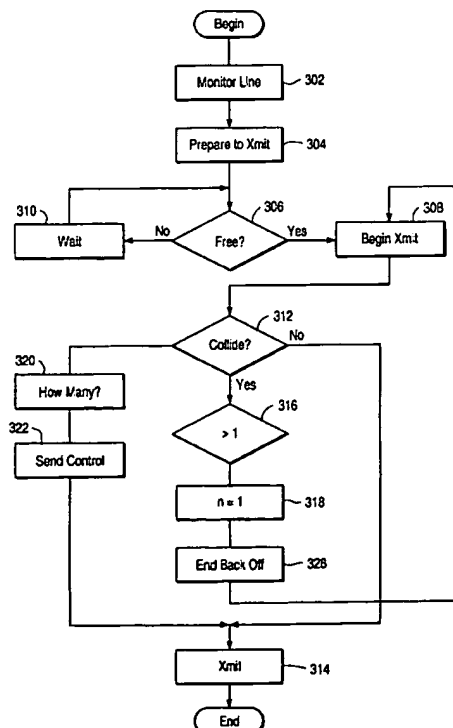 Begin
Monitor Line
302
Prepare to Xmit
304
310
306
308
Wait
No
Free?
Yes
Begin Xmit
312
Collide?
No
320
How Many?
Yes
316
> 1
322
Send Control
n = 1
318
End Back Off
328
Xmit
314
End